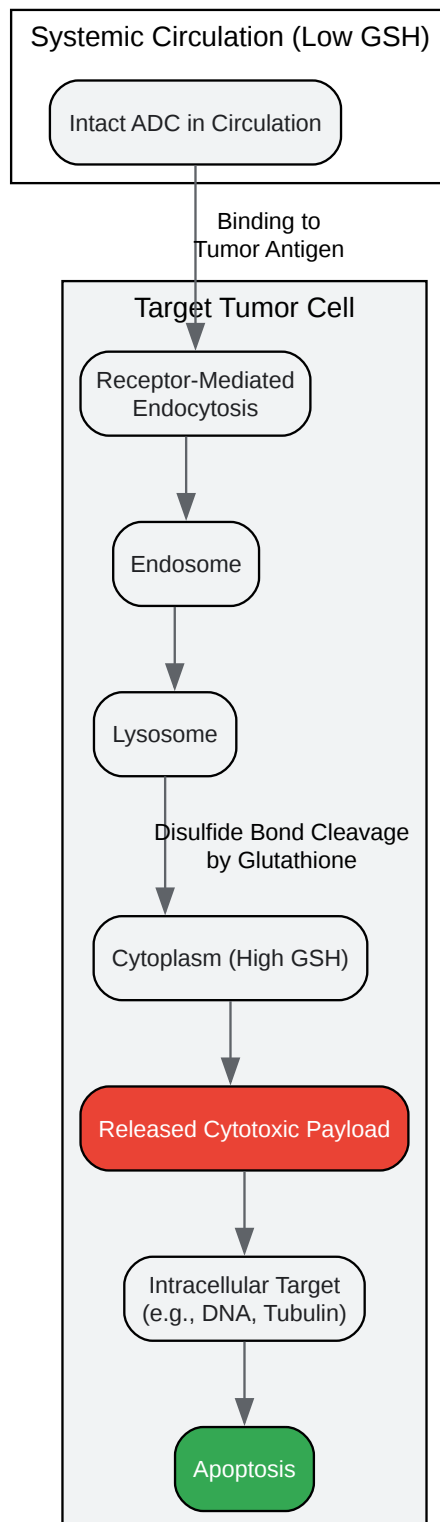 Systemic Circulation (Low GSH)
Intact ADC in Circulation
Binding to
Tumor Antigen
Target Tumor Cell
Receptor-Mediated
Endocytosis
Endosome
Lysosome
Disulfide Bond Cleavage
by Glutathione
Cytoplasm (High GSH)
Released Cytotoxic Payload
Intracellular Target
(e.g., DNA, Tubulin)
Apoptosis